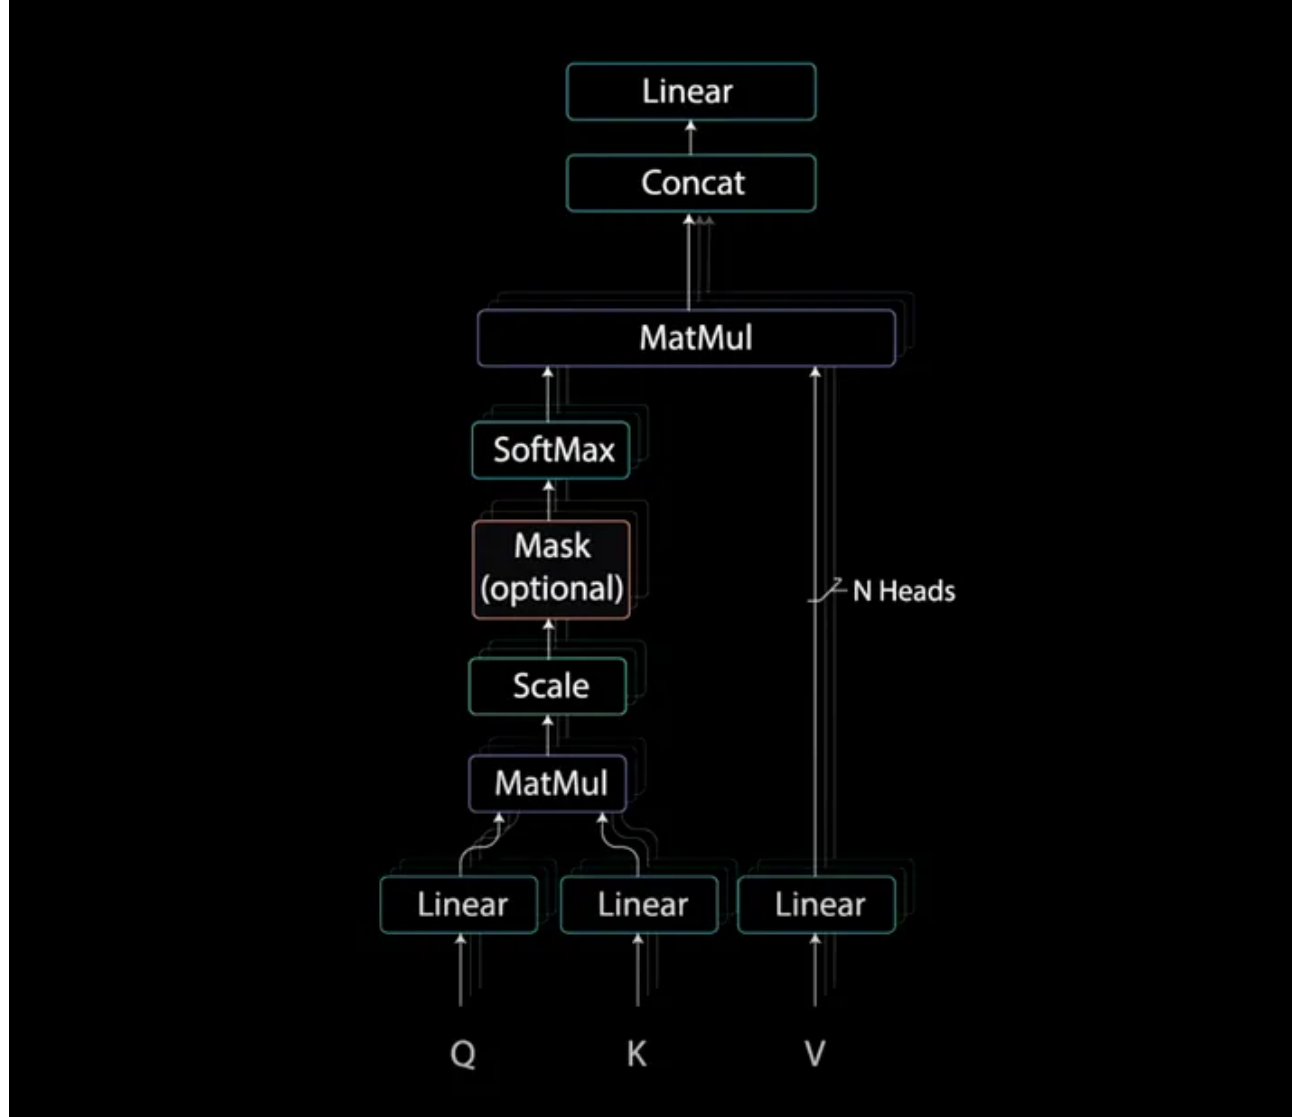 Linear
Concat
MatMul
SoftMax
Mask
(optional)
N Heads
Scale
MatMul
Linear Linear Linear
Q K V